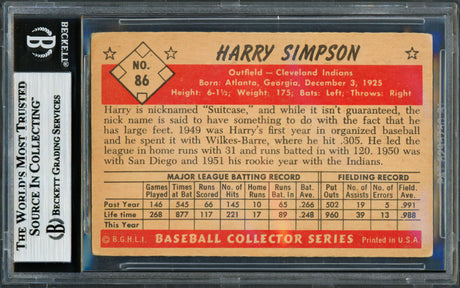 BECKETT
THE WORLD'S MOST TRUSTED
SOURCE IN COLLECTING™
BECKETT GRADING SERVICES
NO.
86
HARRY SIMPSON
Outfield — Cleveland Indians
Born: Atlanta, Georgia, December 3, 1925
Height: 6-1½; Weight: 175; Bats: Left; Throws: Right
Harry is nicknamed "Suitcase," and while it isn't guaranteed, the
nick name is said to have something to do with the fact that he
has large feet. 1949 was Harry's first year in organized baseball
and he spent it with Wilkes-Barre, where he hit .305. He led the
league in home runs with 31 runs batted in with 120. 1950 was
with San Diego and 1951 his rookie year with the Indians.
MAJOR LEAGUE BATTING RECORD FIELDING RECORD
Games Played Times at Bat Runs Scored No. of Hits Home Runs Runs Bat. In Bat. Ave. Put Outs No. of Assists No. of Errors Field. Ave.
Past Year 146 545 66 145 10 65 .266 502 19 5 .991
Life time 268 877 117 221 17 89 .248 960 39 13 .988
This Year
© B.G.H.L.I. BASEBALL COLLECTOR SERIES Printed in U.S.A.